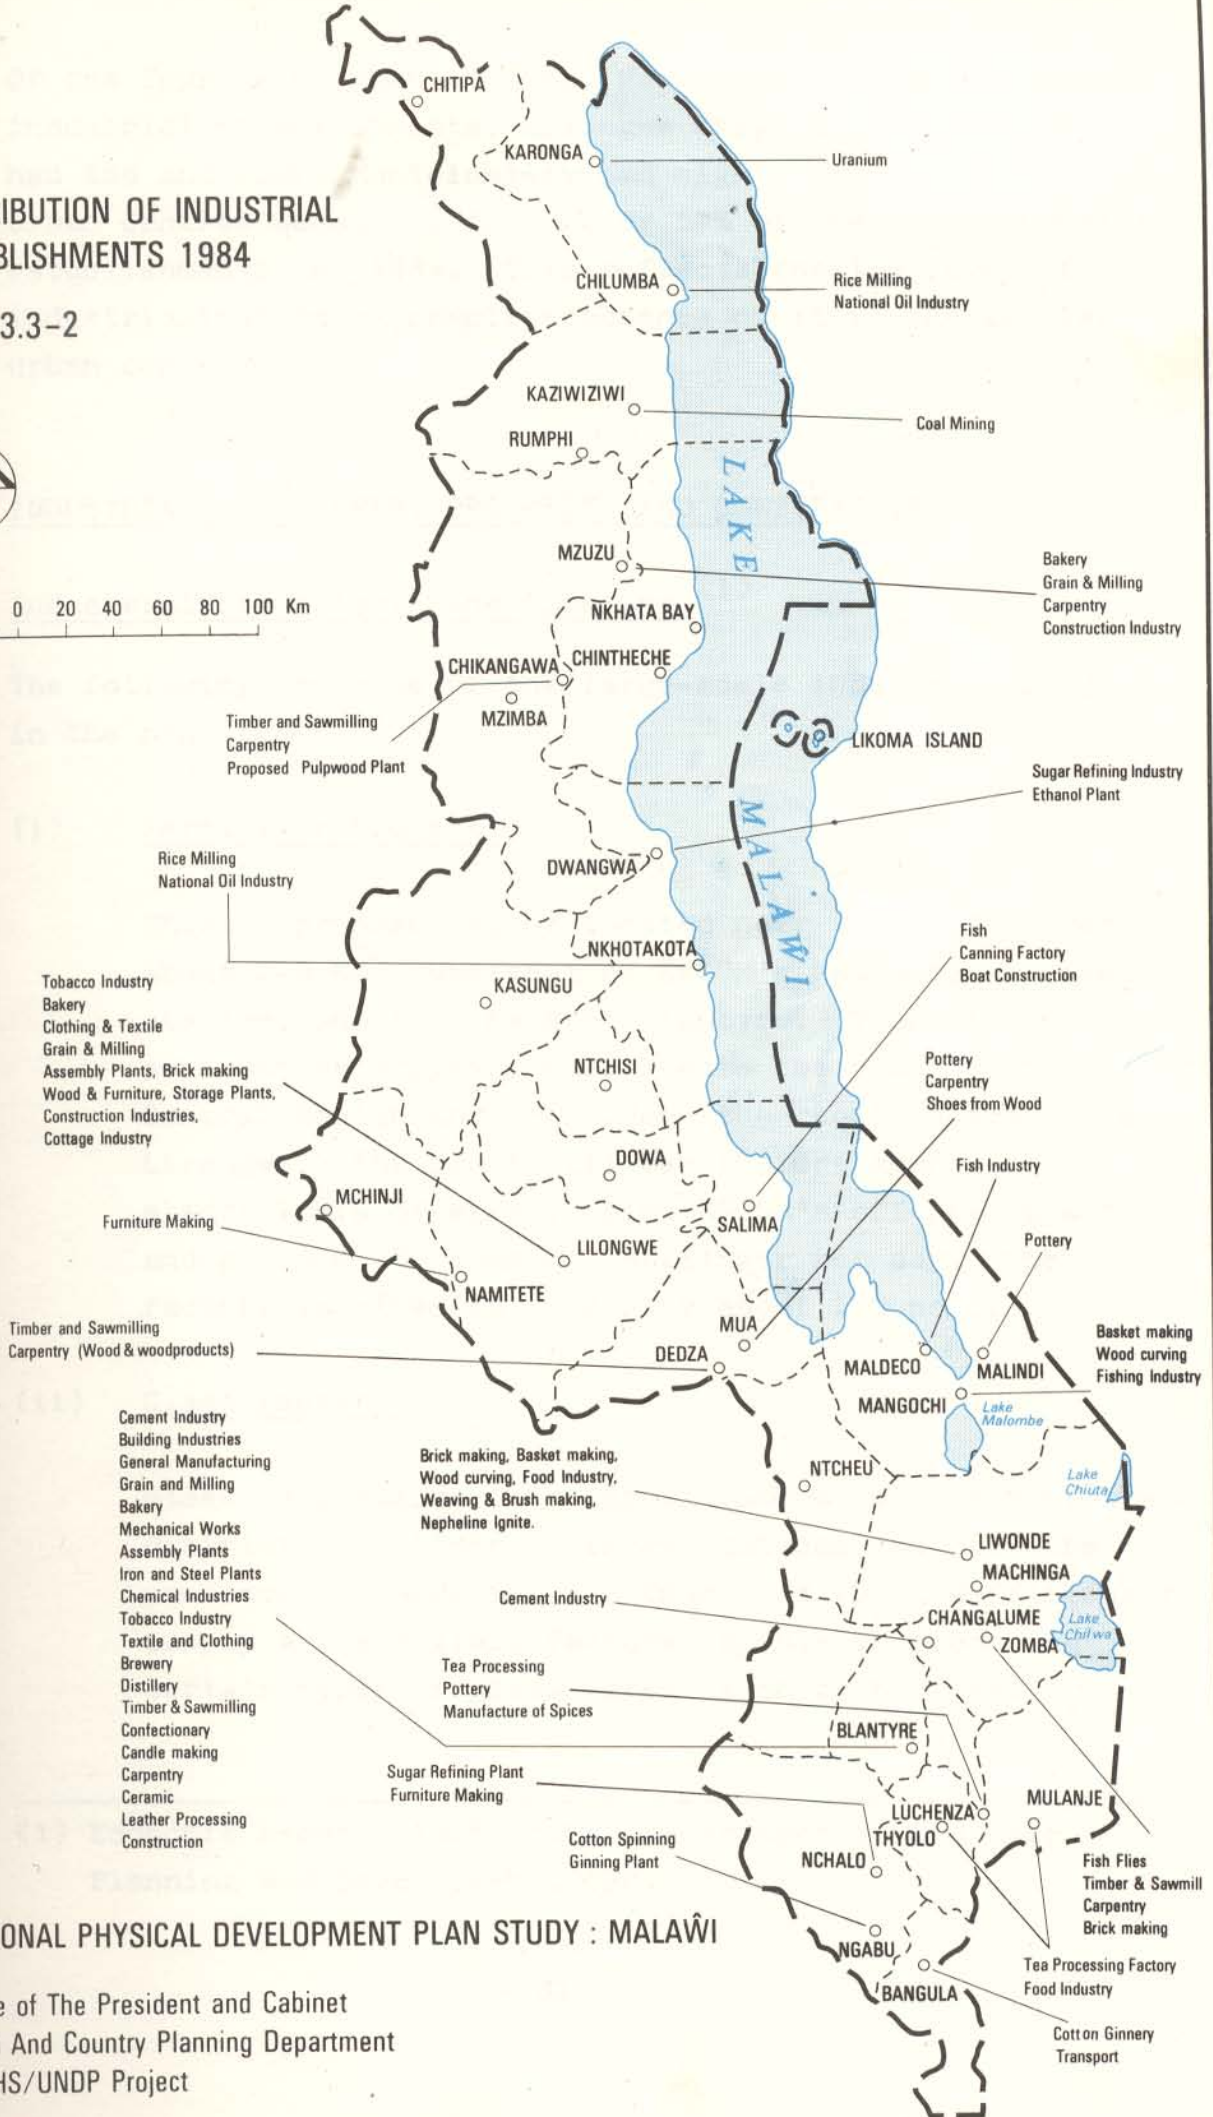 IBUTION OF INDUSTRIAL
BLISHMENTS 1984
3.3-2
0 20 40 60 80 100 Km
CHITIPA
KARONGA
Uranium
CHILUMBA
Rice Milling
National Oil Industry
KAZIWIZIWI
Coal Mining
RUMPHI
LAKE
MZUZU
Bakery
Grain & Milling
Carpentry
Construction Industry
NKHATA BAY
CHIKANGAWA
CHINTHECHE
MZIMBA
Timber and Sawmilling
Carpentry
Proposed Pulpwood Plant
LIKOMA ISLAND
Sugar Refining Industry
Ethanol Plant
MALAŴI
DWANGWA
Rice Milling
National Oil Industry
NKHOTAKOTA
Fish
Canning Factory
Boat Construction
KASUNGU
Tobacco Industry
Bakery
Clothing & Textile
Grain & Milling
Assembly Plants, Brick making
Wood & Furniture, Storage Plants,
Construction Industries,
Cottage Industry
NTCHISI
Pottery
Carpentry
Shoes from Wood
DOWA
Fish Industry
MCHINJI
SALIMA
Furniture Making
LILONGWE
Pottery
NAMITETE
Timber and Sawmilling
Carpentry (Wood & woodproducts)
MUA
DEDZA
MALDECO
MALINDI
Basket making
Wood curving
Fishing Industry
MANGOCHI
Lake
Malombe
Cement Industry
Building Industries
General Manufacturing
Grain and Milling
Bakery
Mechanical Works
Assembly Plants
Iron and Steel Plants
Chemical Industries
Tobacco Industry
Textile and Clothing
Brewery
Distillery
Timber & Sawmilling
Confectionary
Candle making
Carpentry
Ceramic
Leather Processing
Construction
Brick making, Basket making,
Wood curving, Food Industry,
Weaving & Brush making,
Nepheline Ignite.
NTCHEU
Lake
Chiuta
LIWONDE
MACHINGA
Cement Industry
CHANGALUME
ZOMBA
Lake
Chilwa
Tea Processing
Pottery
Manufacture of Spices
BLANTYRE
Sugar Refining Plant
Furniture Making
LUCHENZA
THYOLO
MULANJE
Cotton Spinning
Ginning Plant
NCHALO
Fish Flies
Timber & Sawmill
Carpentry
Brick making
NGABU
BANGULA
Tea Processing Factory
Food Industry
Cotton Ginnery
Transport
ONAL PHYSICAL DEVELOPMENT PLAN STUDY : MALAŴI
e of The President and Cabinet
And Country Planning Department
HS/UNDP Project